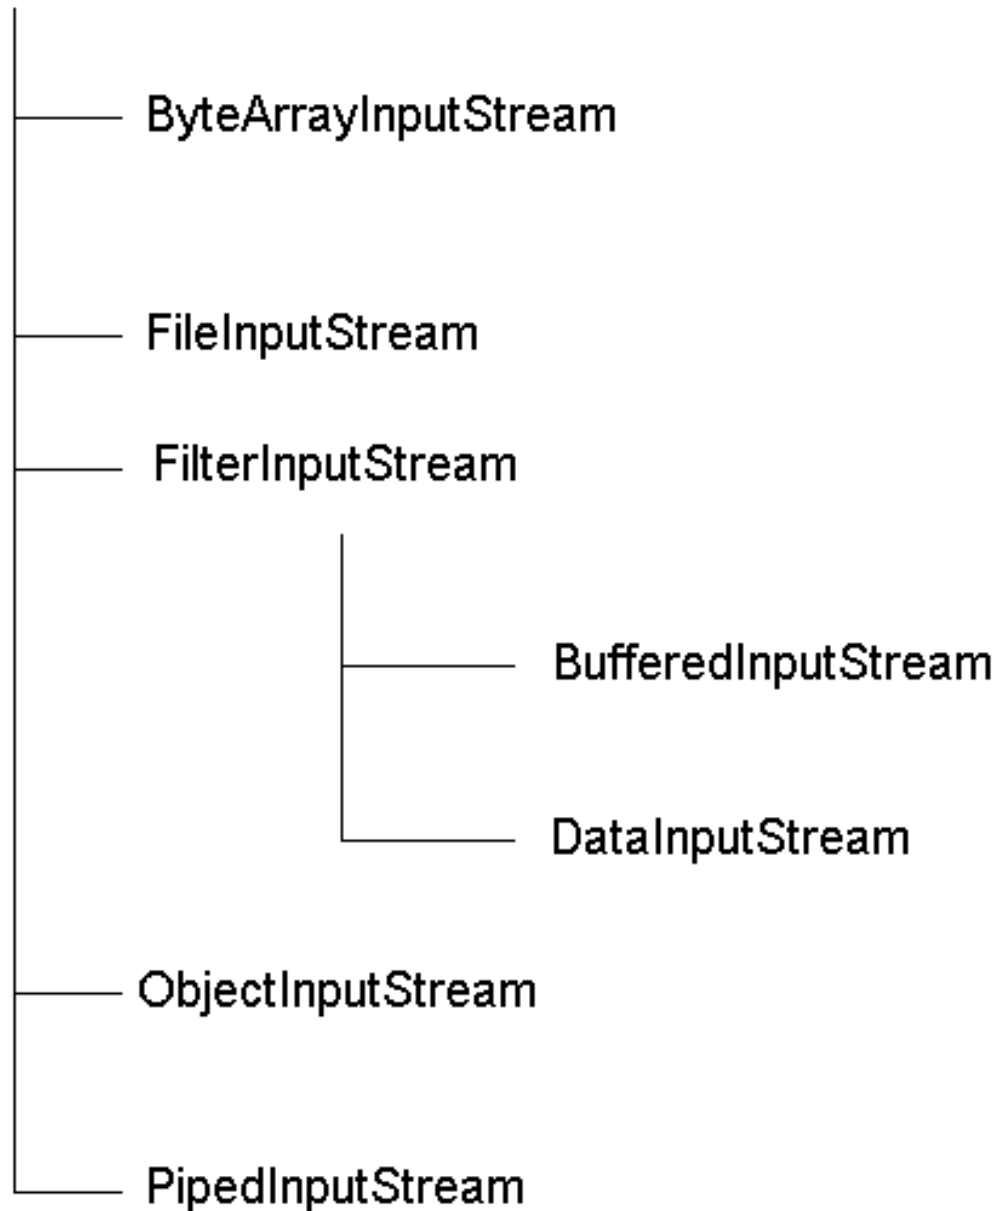 ByteArrayInputStream
FileInputStream
FilterInputStream
BufferedInputStream
DataInputStream
ObjectInputStream
PipedInputStream